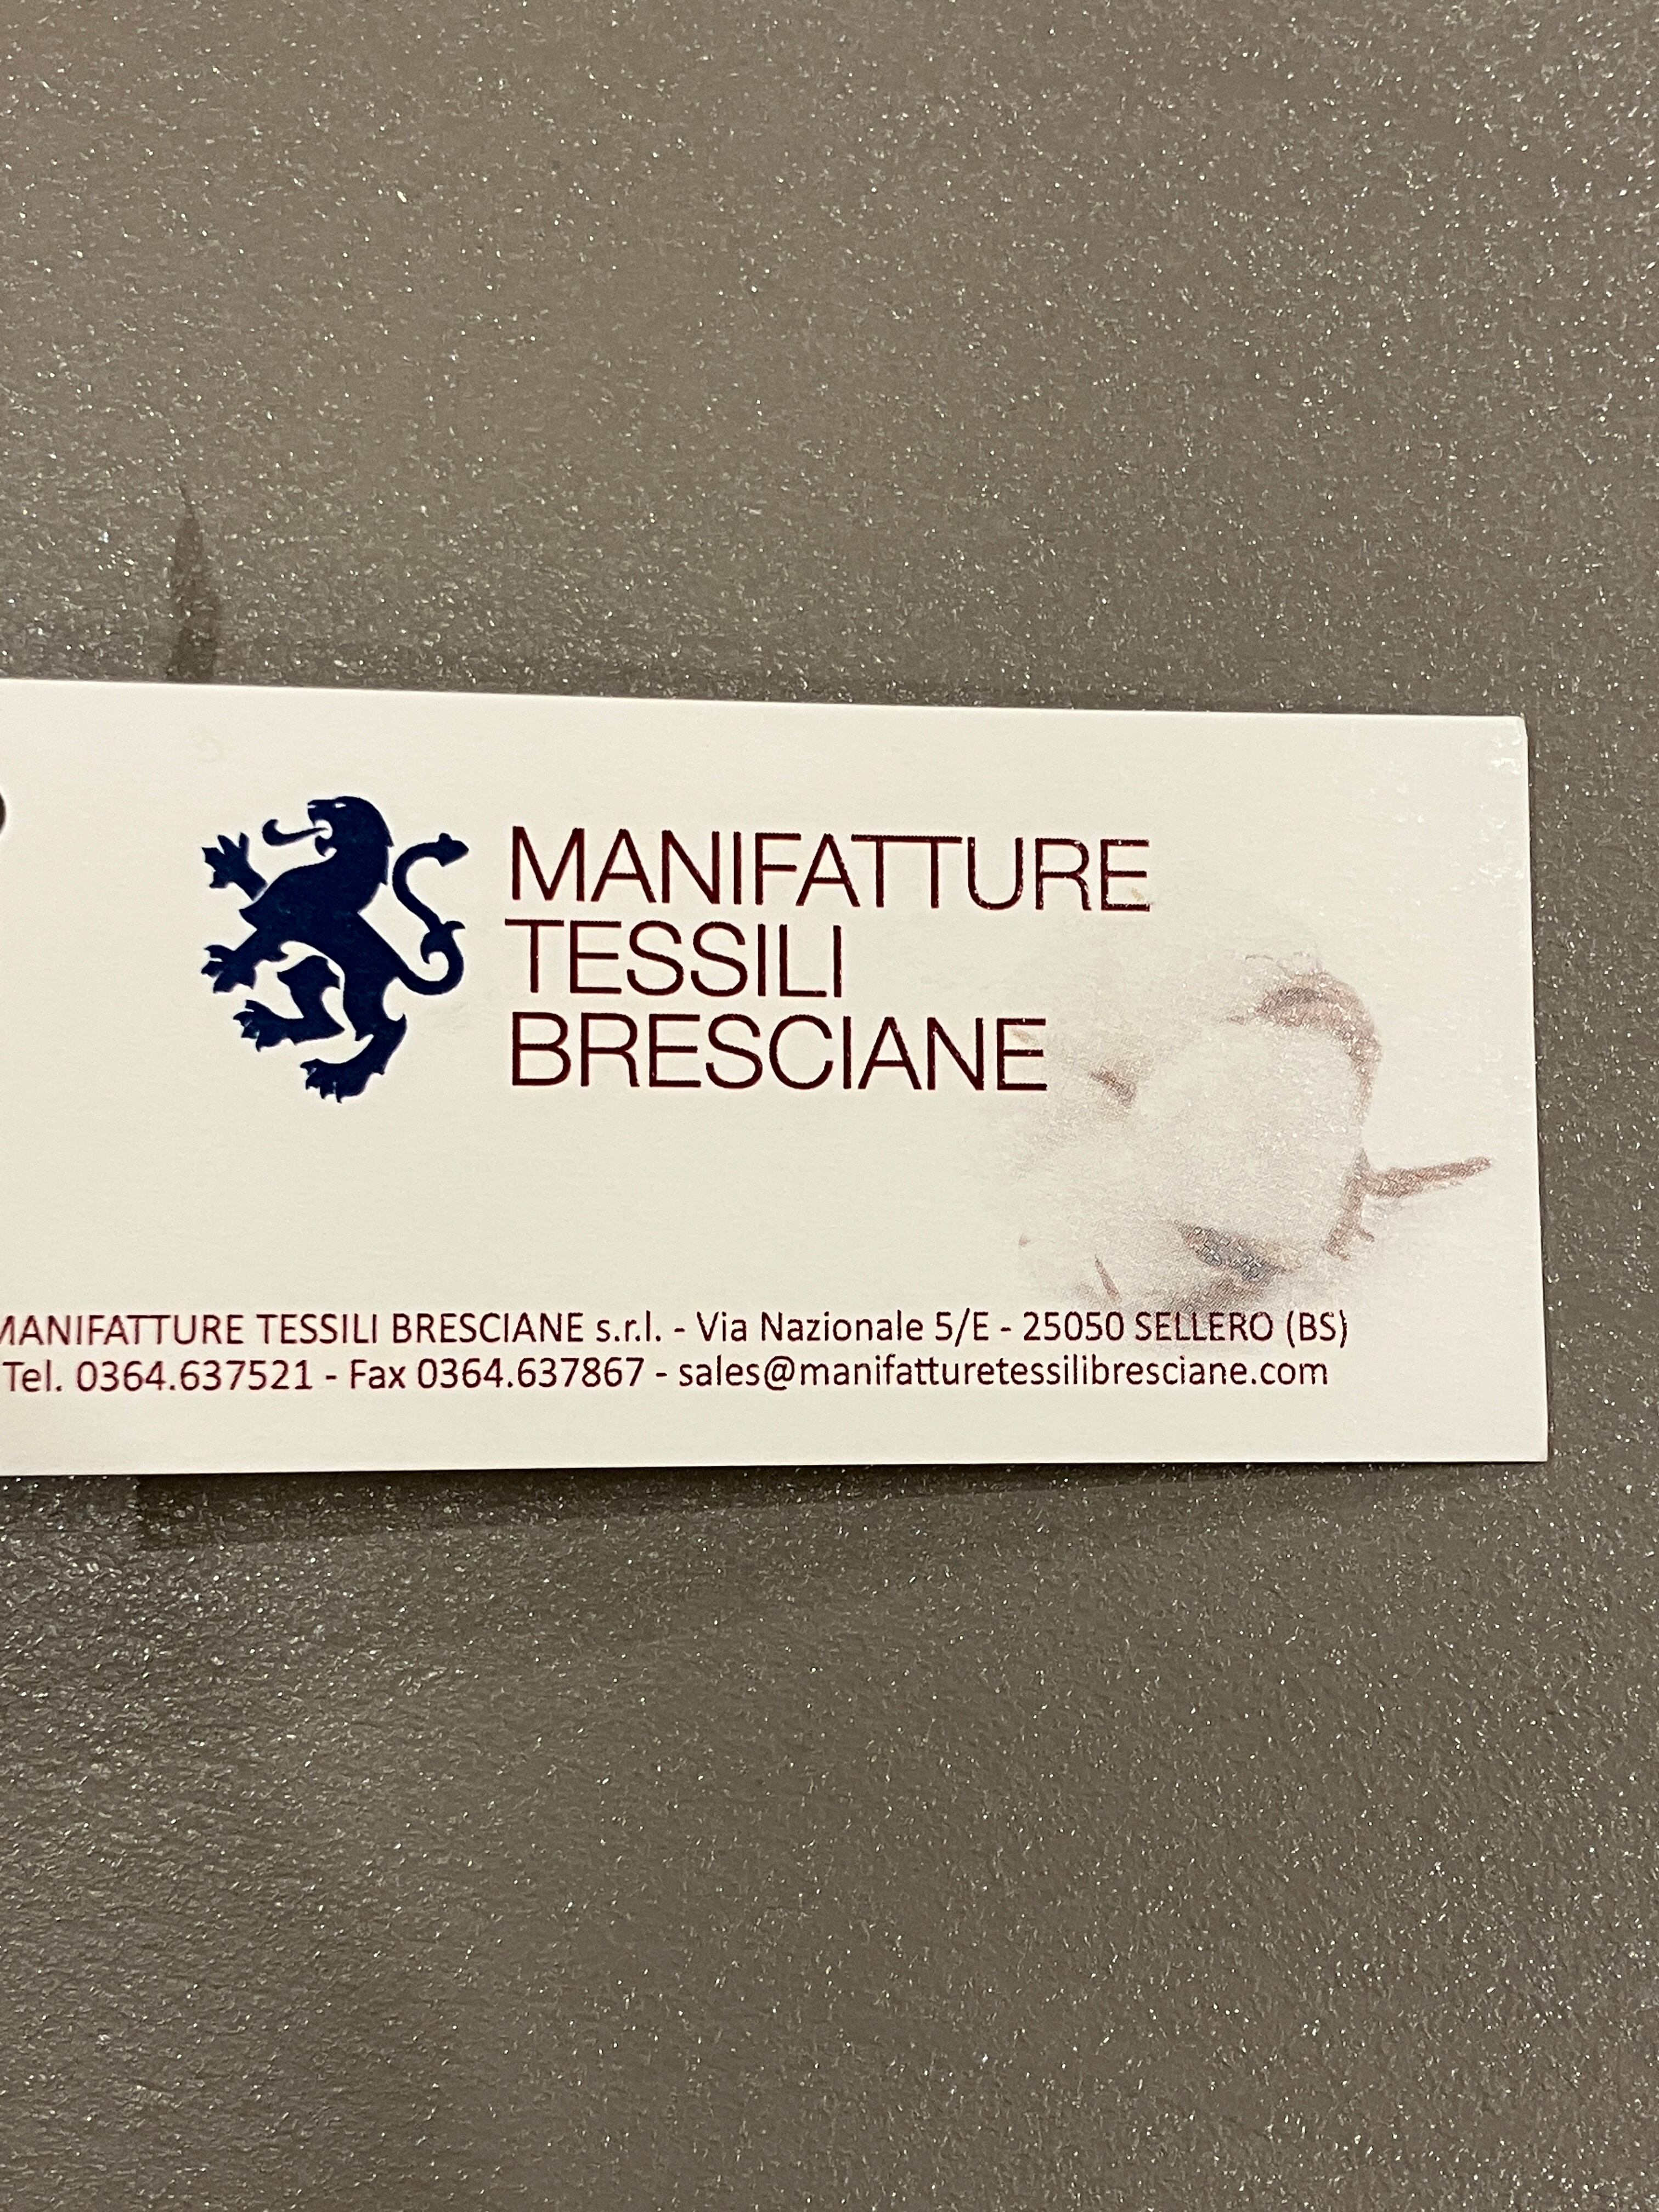 MANIFATTURE
TESSILI
BRESCIANE
MANIFATTURE TESSILI BRESCIANE s.r.l. - Via Nazionale 5/E - 25050 SELLERO (BS)
Tel. 0364.637521 - Fax 0364.637867 - sales@manifatturetessilibresciane.com